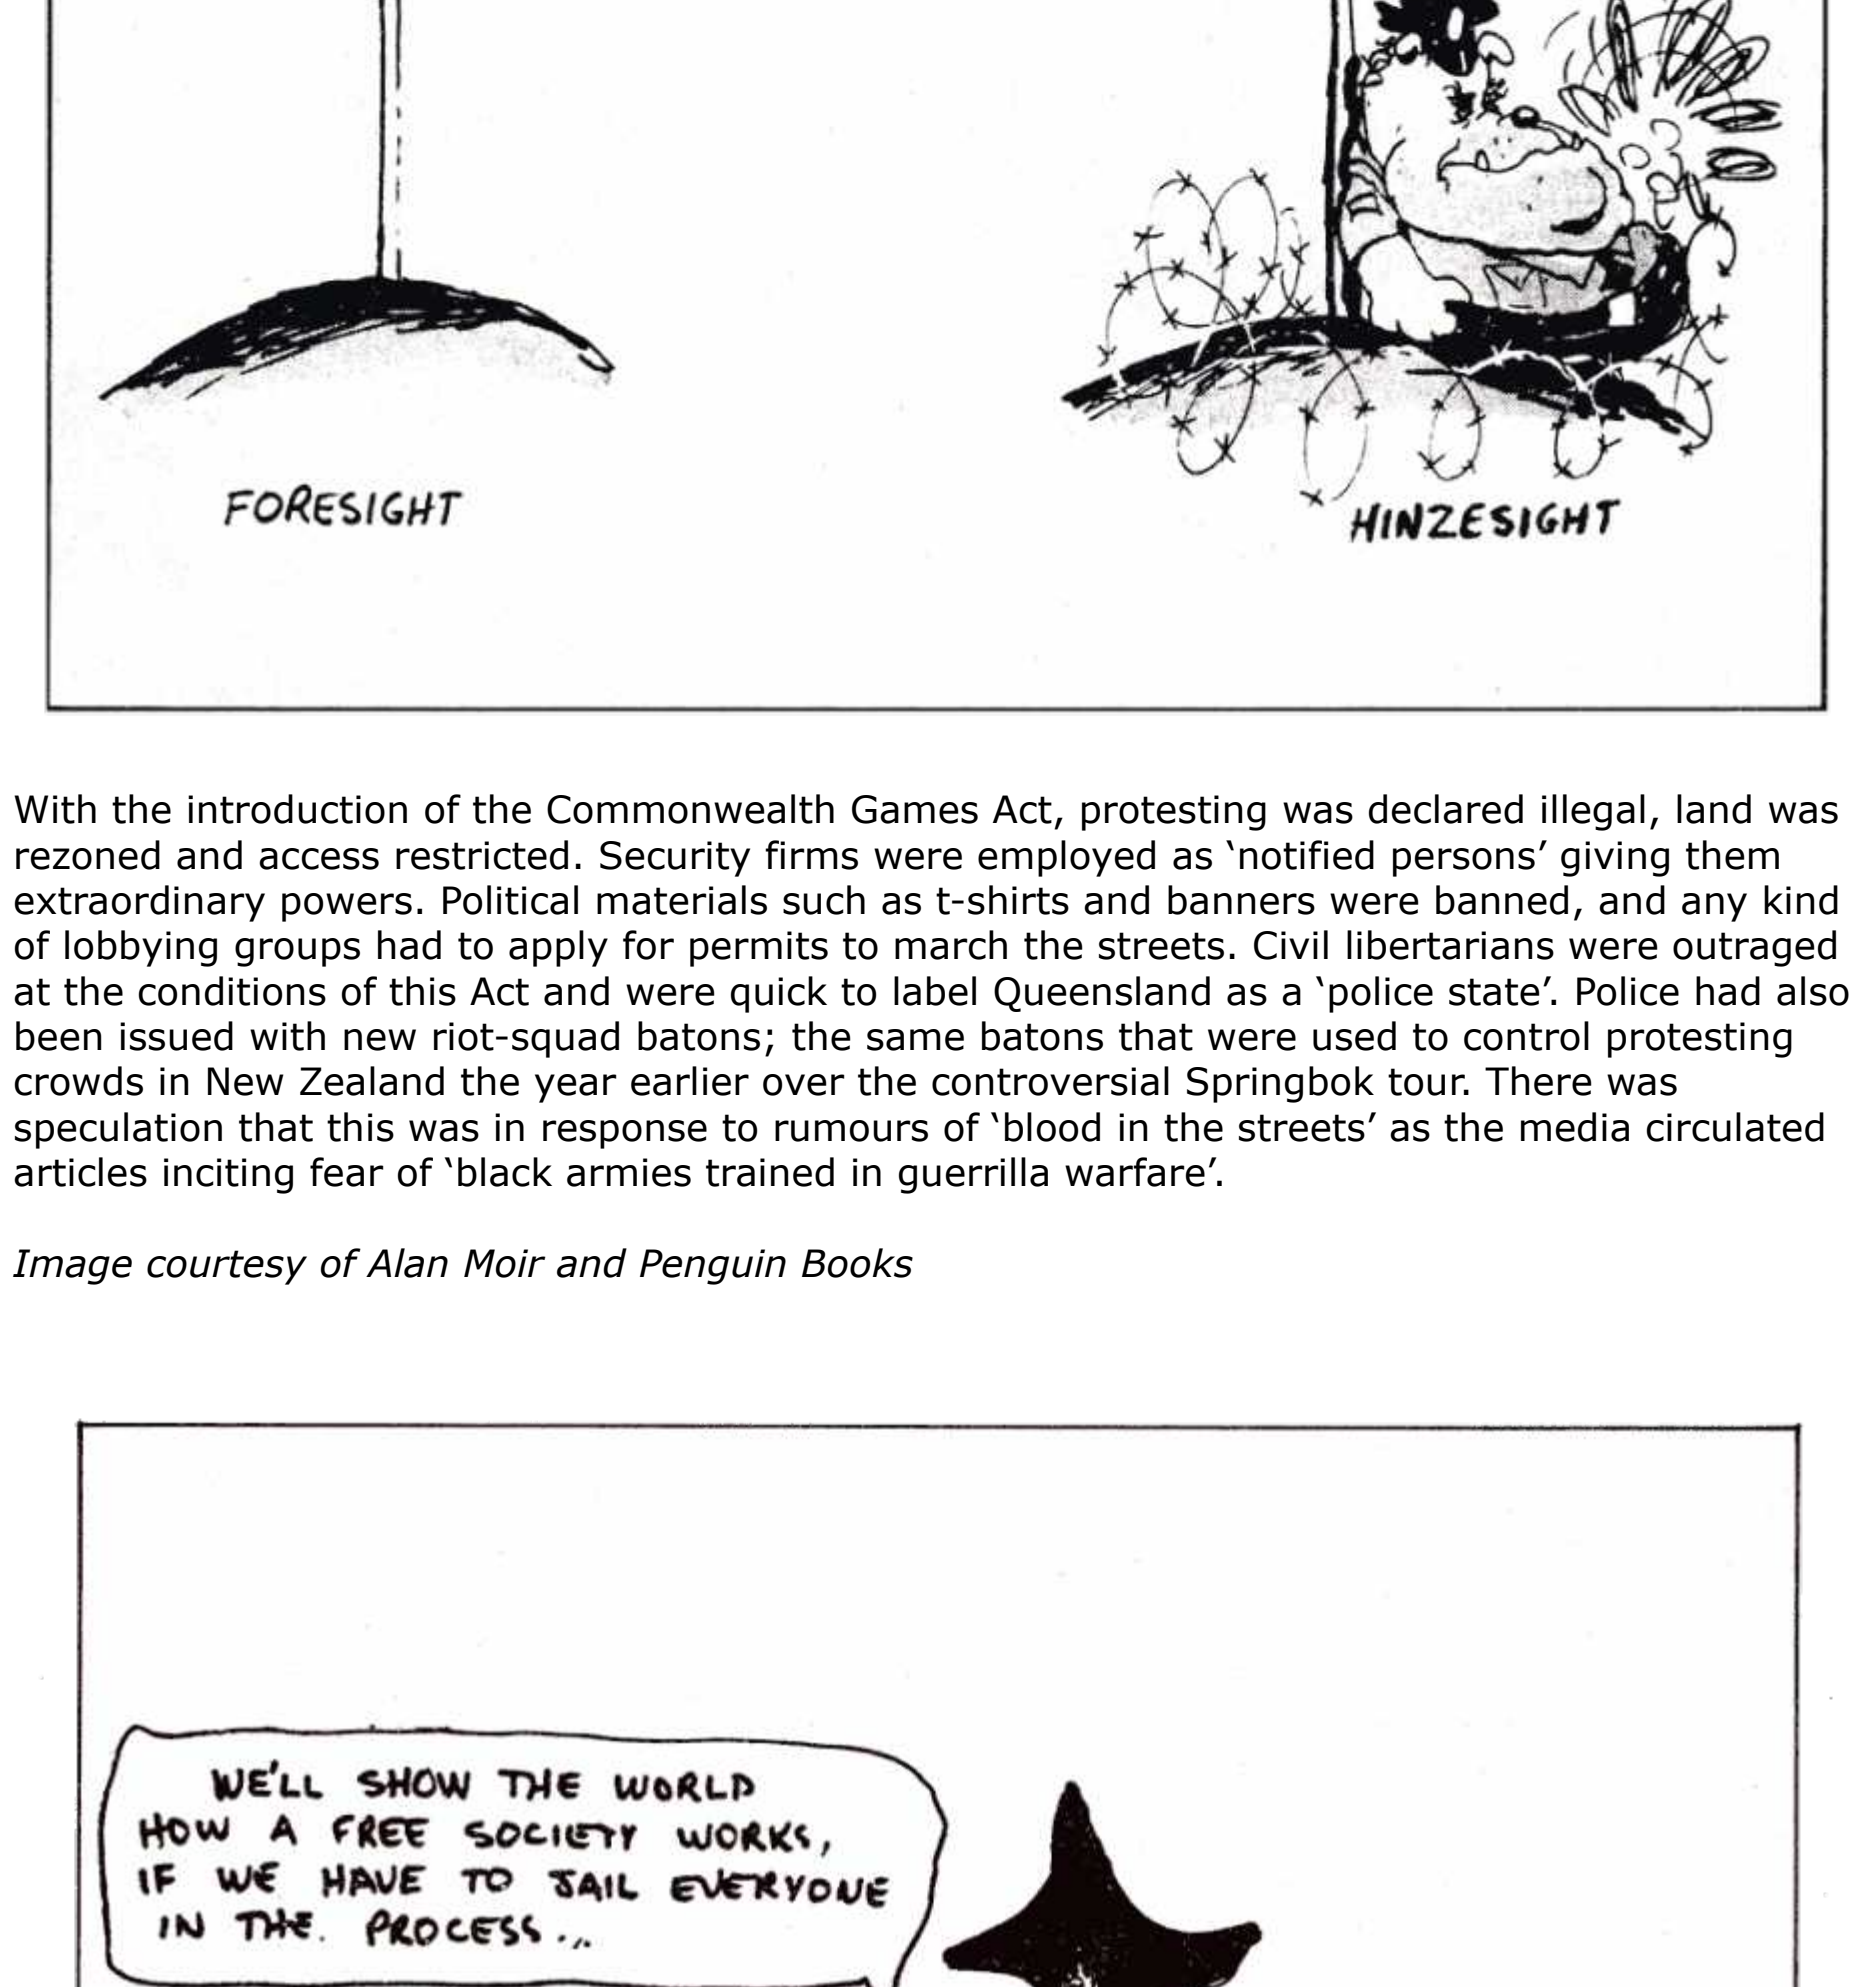 FORESIGHT
HINZESIGHT
With the introduction of the Commonwealth Games Act, protesting was declared illegal, land was
rezoned and access restricted. Security firms were employed as ‘notified persons’ giving them
extraordinary powers. Political materials such as t-shirts and banners were banned, and any kind
of lobbying groups had to apply for permits to march the streets. Civil libertarians were outraged
at the conditions of this Act and were quick to label Queensland as a ‘police state’. Police had also
been issued with new riot-squad batons; the same batons that were used to control protesting
crowds in New Zealand the year earlier over the controversial Springbok tour. There was
speculation that this was in response to rumours of ‘blood in the streets’ as the media circulated
articles inciting fear of ‘black armies trained in guerrilla warfare’.
Image courtesy of Alan Moir and Penguin Books
WE'LL SHOW THE WORLD
HOW A FREE SOCIETY WORKS,
IF WE HAVE TO JAIL EVERYONE
IN THE. PROCESS...